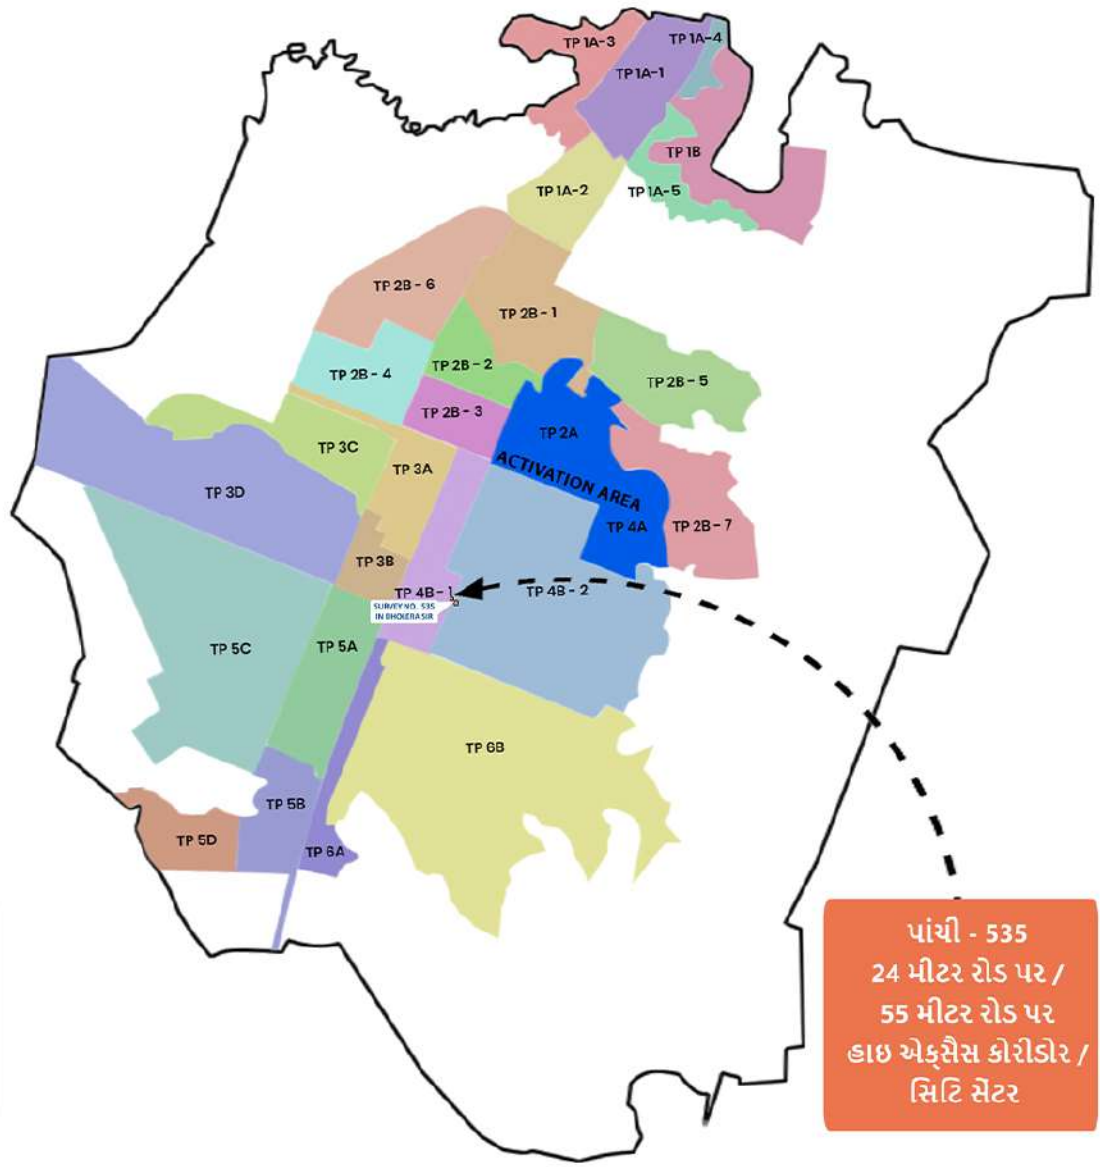 TP 1A-3
TP 1A-4
TP 1A-1
TP 1B
TP 1A-2
TP 1A-5
TP 2B - 6
TP 2B - 1
TP 2B - 2
TP 2B - 4
TP 2B - 5
TP 2B - 3
TP 2A
TP 3C
TP 3A
ACTIVATION AREA
TP 3D
TP 4A
TP 2B - 7
TP 3B
TP 4B - 1
TP 4B - 2
SURVEY NO. 535
IN DHOLERA SIR
TP 5C
TP 5A
TP 6B
TP 5B
TP 5D
TP 6A
પાંચી - 535
24 મીટર રોડ પર /
55 મીટર રોડ પર
હાઇ એક્સૈસ કોરીડોર /
સિટિ સેંટર